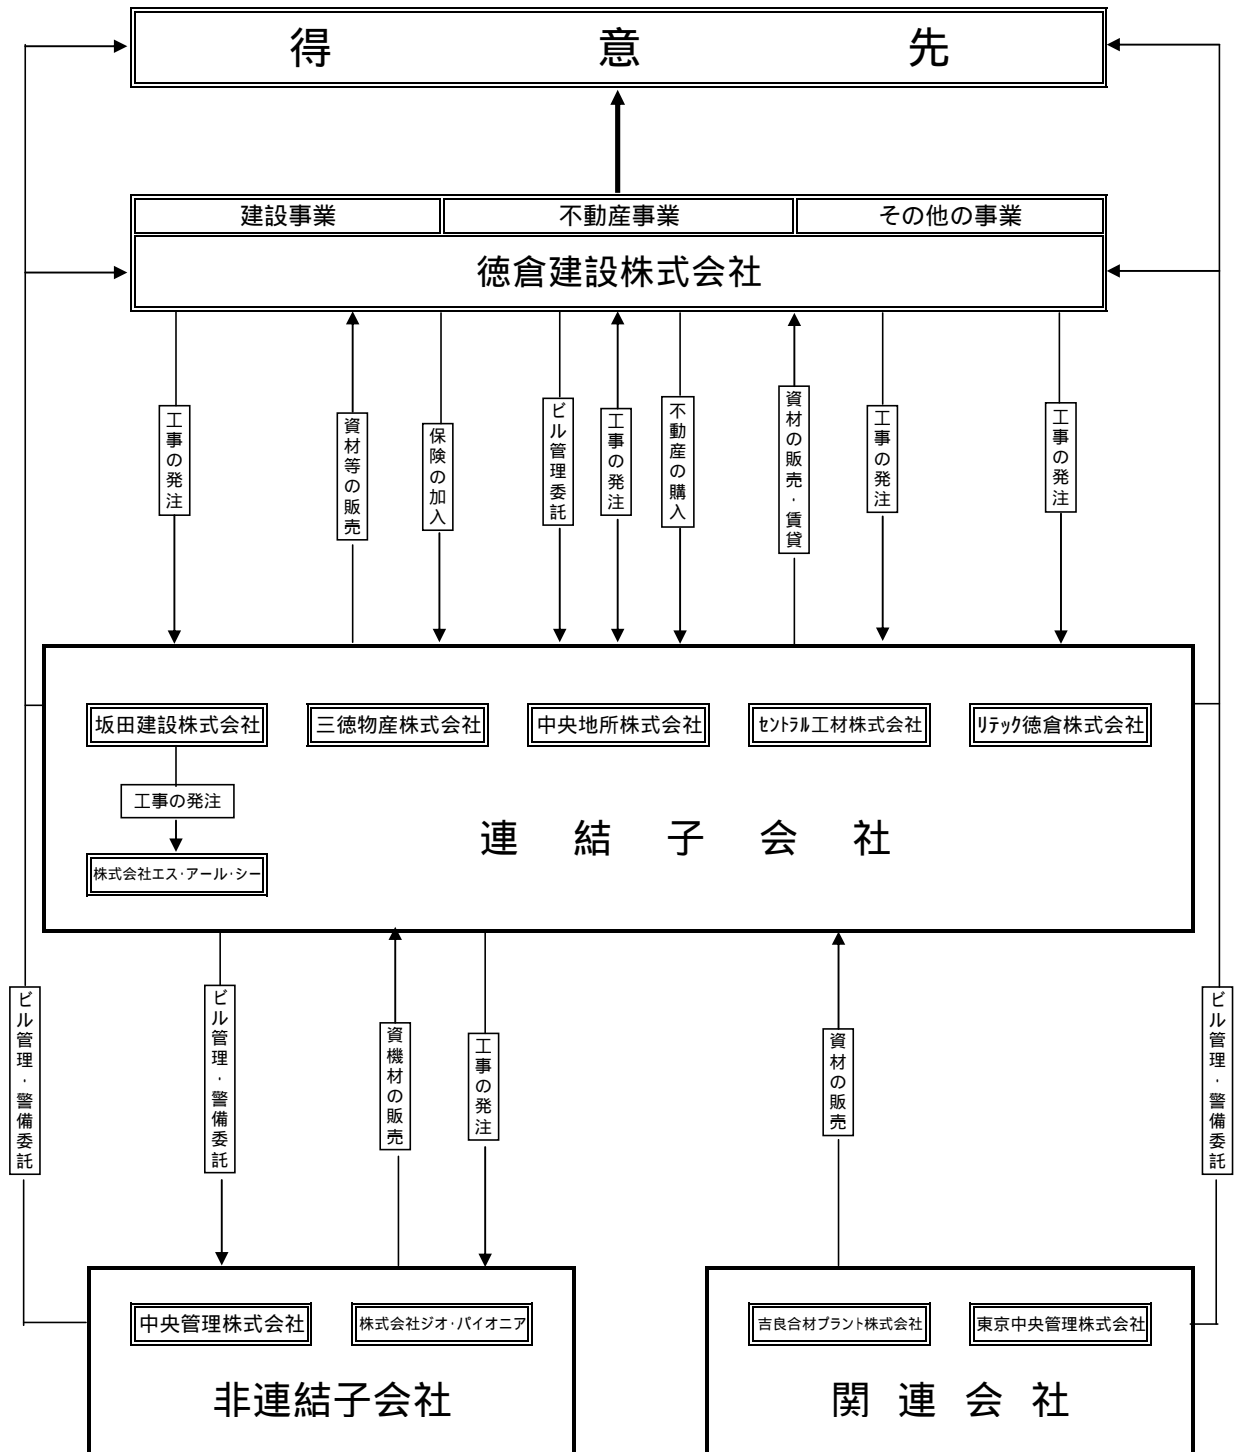 得意先
建設事業
不動産事業
その他の事業
徳倉建設株式会社
工事の発注
資材等の販売
保険の加入
ビル管理委託
工事の発注
不動産の購入
資材の販売・賃貸
工事の発注
工事の発注
坂田建設株式会社
三徳物産株式会社
中央地所株式会社
ｾﾝﾄﾗﾙ工材株式会社
ﾘﾃｯｸ徳倉株式会社
工事の発注
連結子会社
株式会社エス・アール・シー
ビル管理・警備委託
ビル管理・警備委託
資機材の販売
工事の発注
資材の販売
ビル管理・警備委託
中央管理株式会社
株式会社ジオ・パイオニア
吉良合材プラント株式会社
東京中央管理株式会社
非連結子会社
関連会社